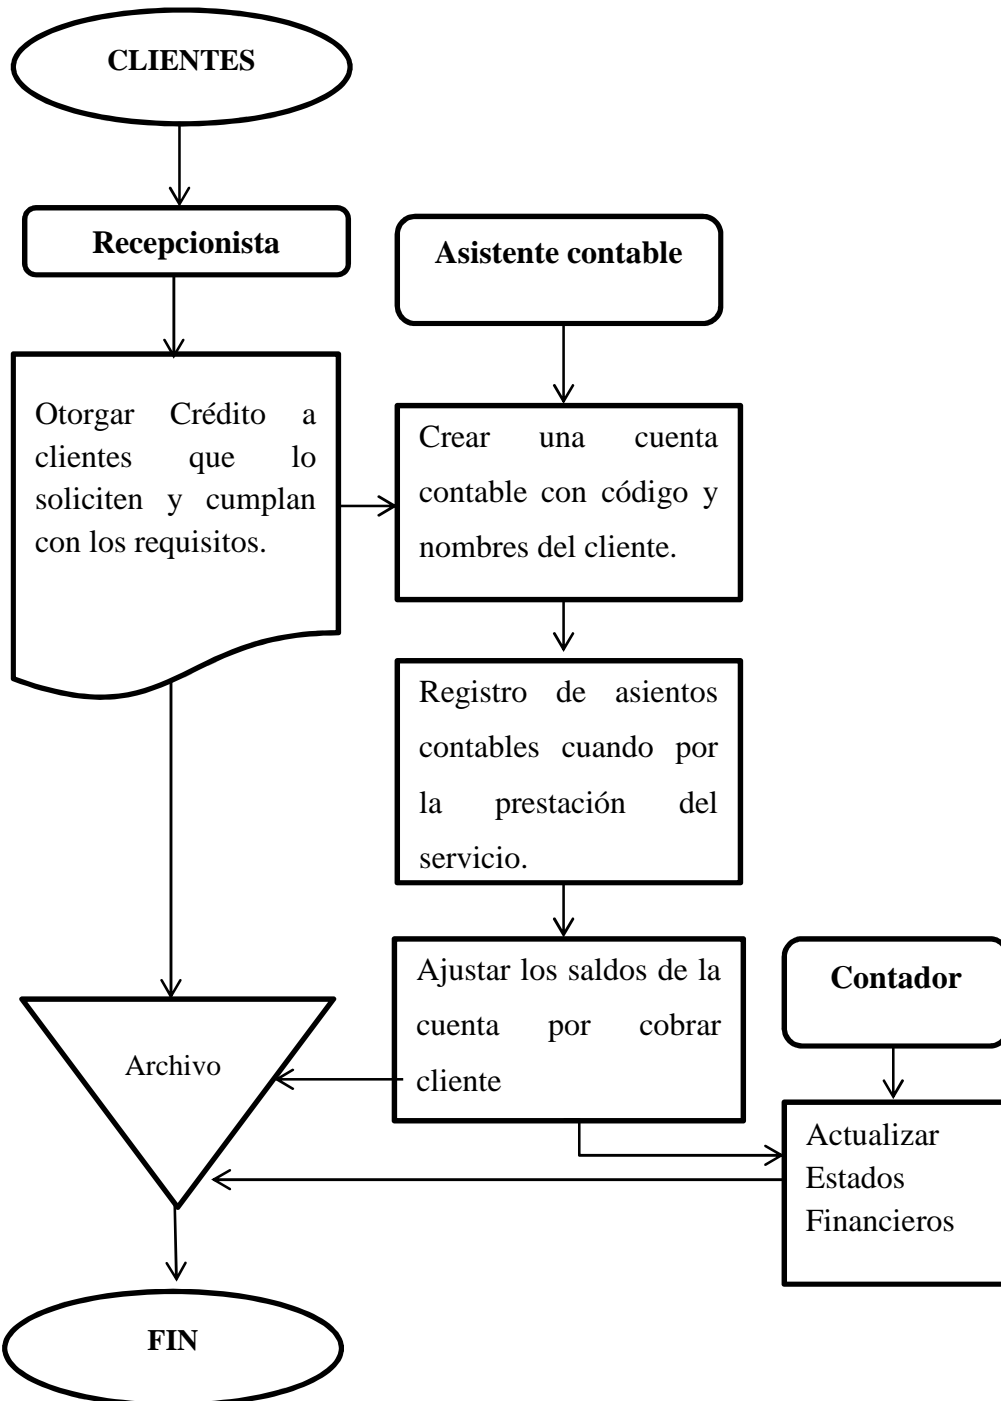 CLIENTES
Recepcionista
Asistente contable
Otorgar Crédito a
clientes que lo
soliciten y cumplan
con los requisitos.
Crear una cuenta
contable con código y
nombres del cliente.
Registro de asientos
contables cuando por
la prestación del
servicio.
Ajustar los saldos de la
cuenta por cobrar
cliente
Contador
Archivo
Actualizar
Estados
Financieros
FIN